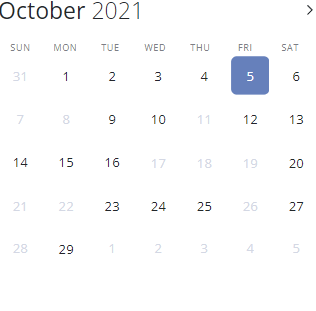 October 2021
SUN MON TUE WED THU FRI SAT
31 1 2 3 4 5 6
7 8 9 10 11 12 13
14 15 16 17 18 19 20
21 22 23 24 25 26 27
28 29 1 2 3 4 5